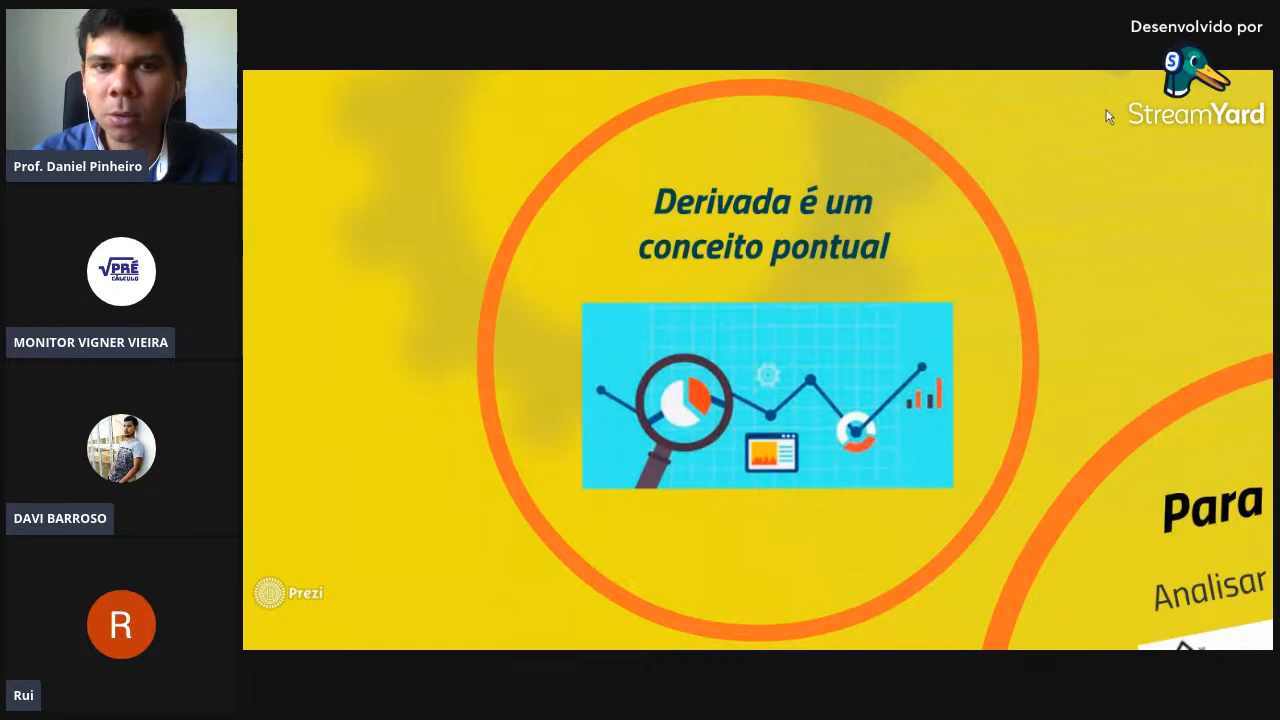 Desenvolvido por
S
StreamYard
Prof. Daniel Pinheiro
√PRÉ
CÁLCULO
MONITOR VIGNER VIEIRA
DAVI BARROSO
R
Rui
Derivada é um
conceito pontual
Para
Analisar
Prezi